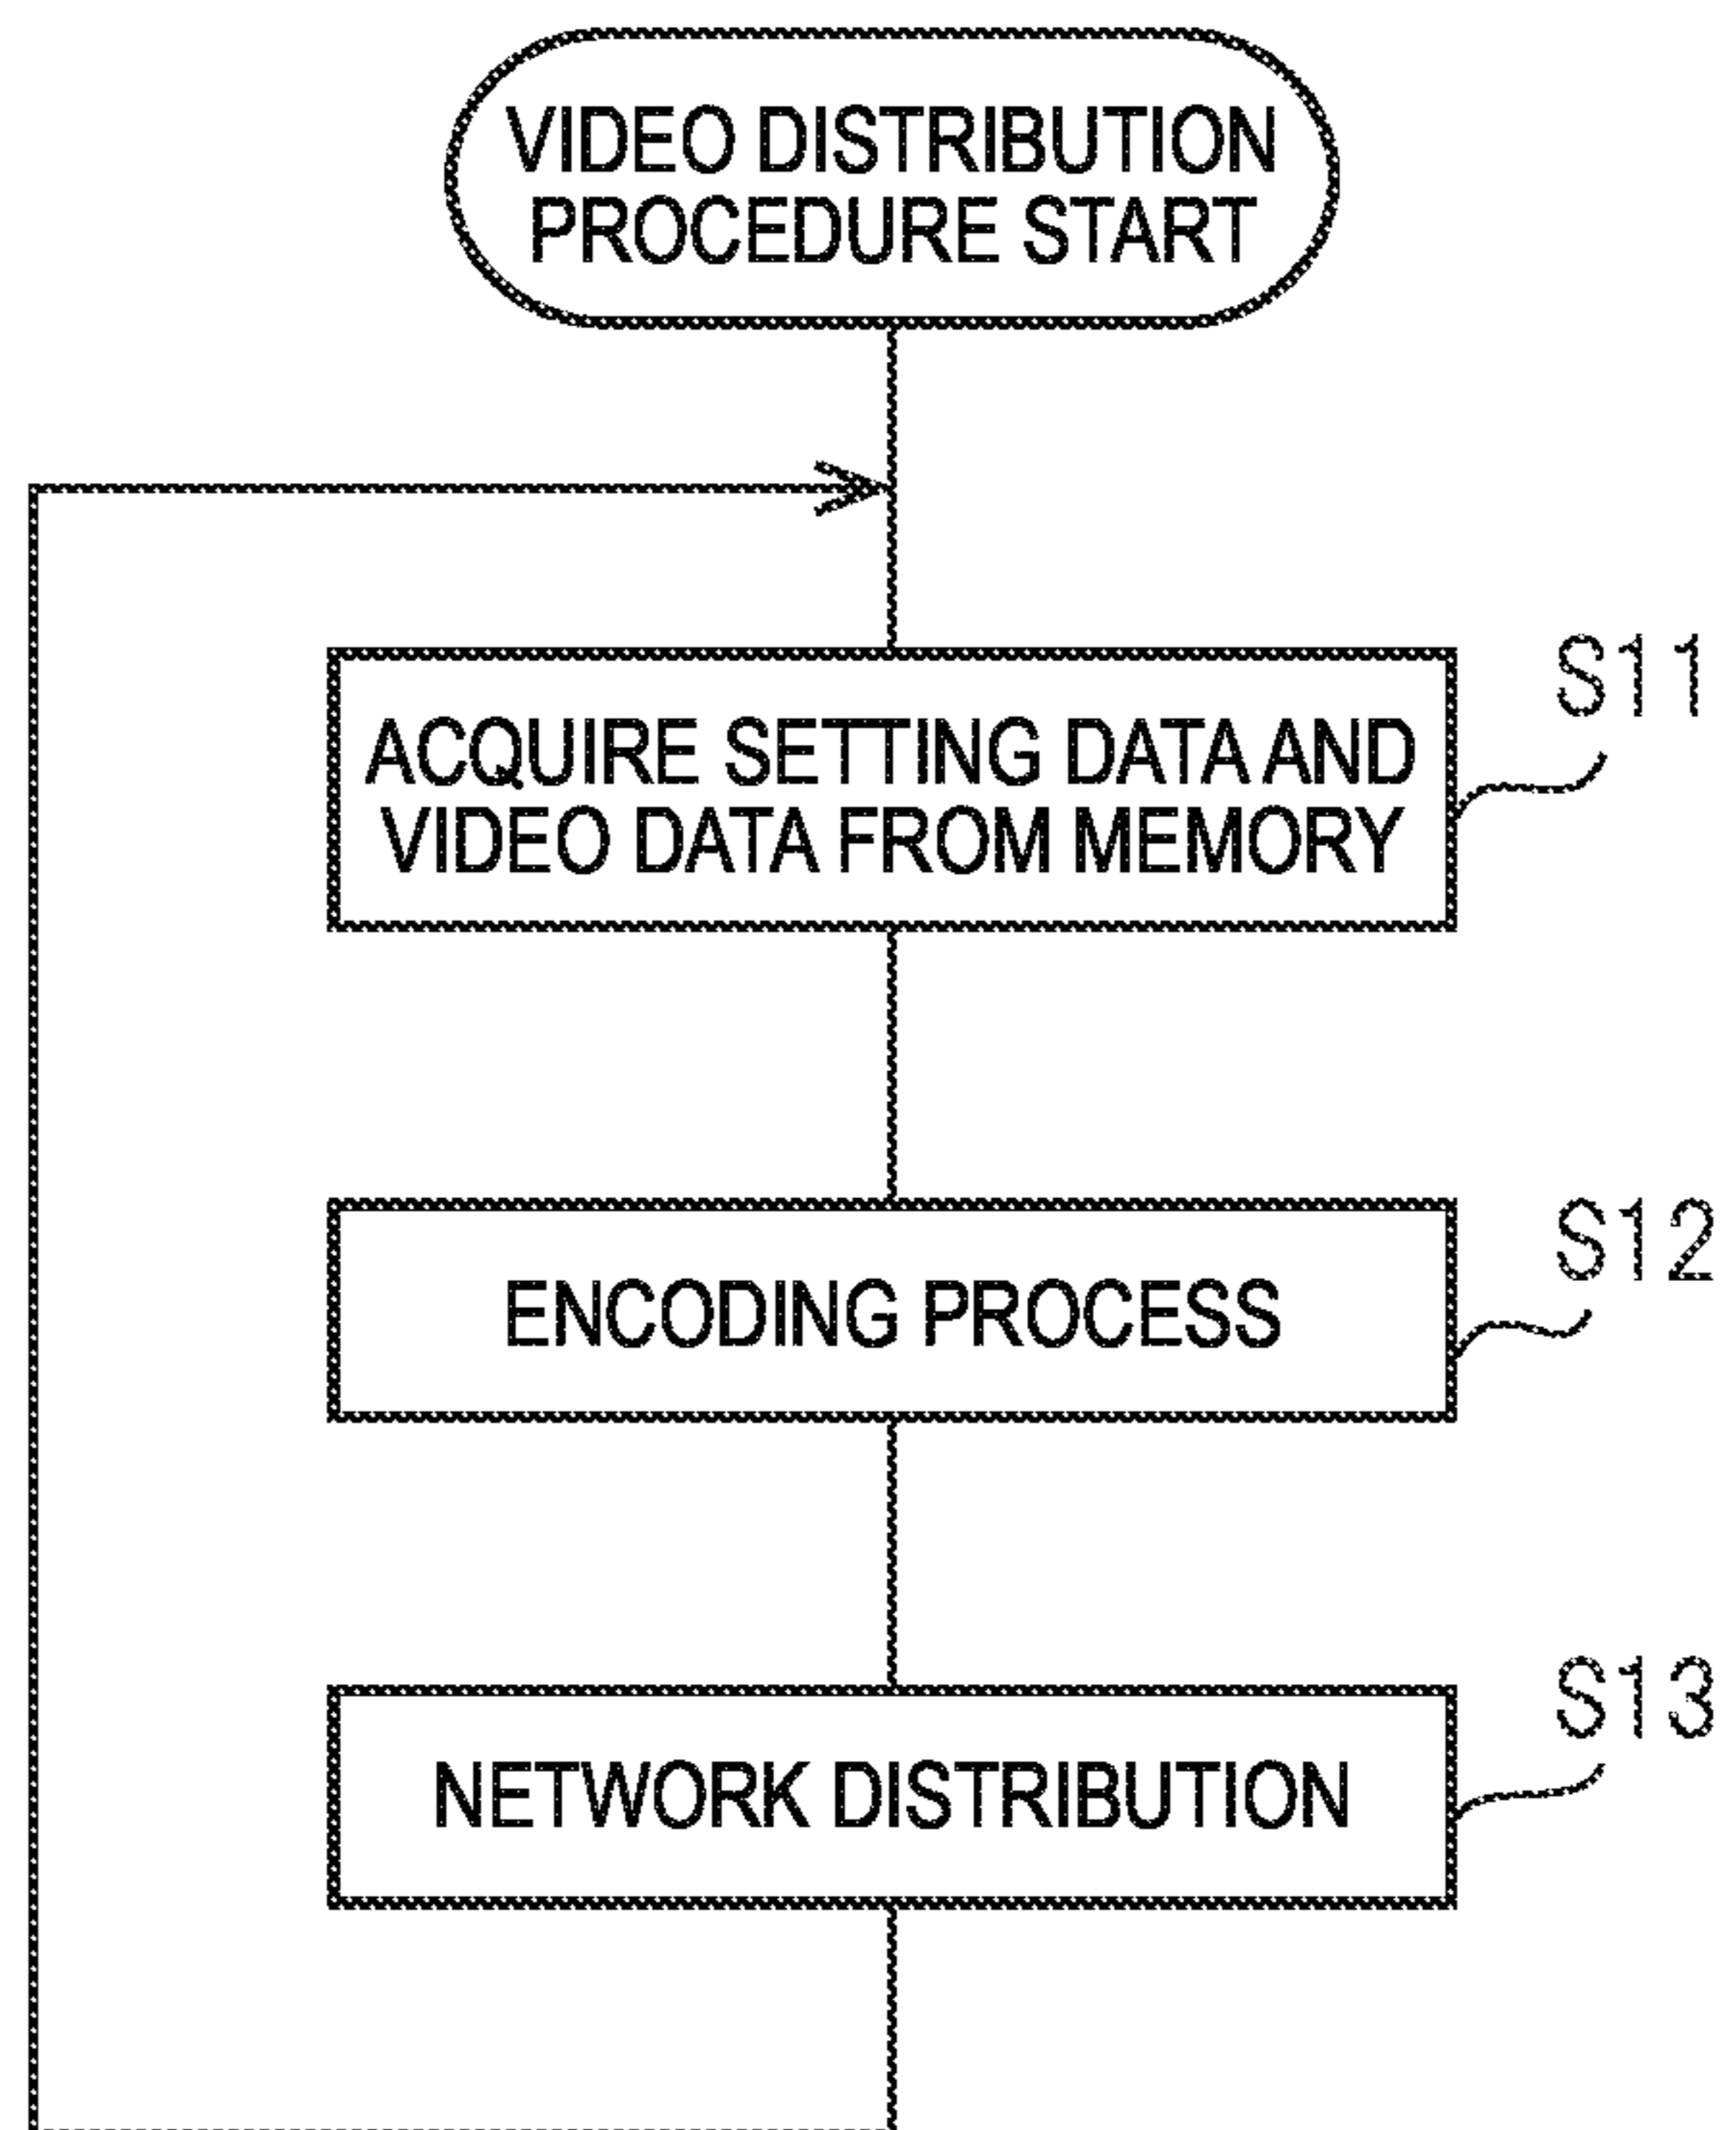 VIDEO DISTRIBUTION
PROCEDURE START
S11
ACQUIRE SETTING DATA AND
VIDEO DATA FROM MEMORY
S12
ENCODING PROCESS
S13
NETWORK DISTRIBUTION